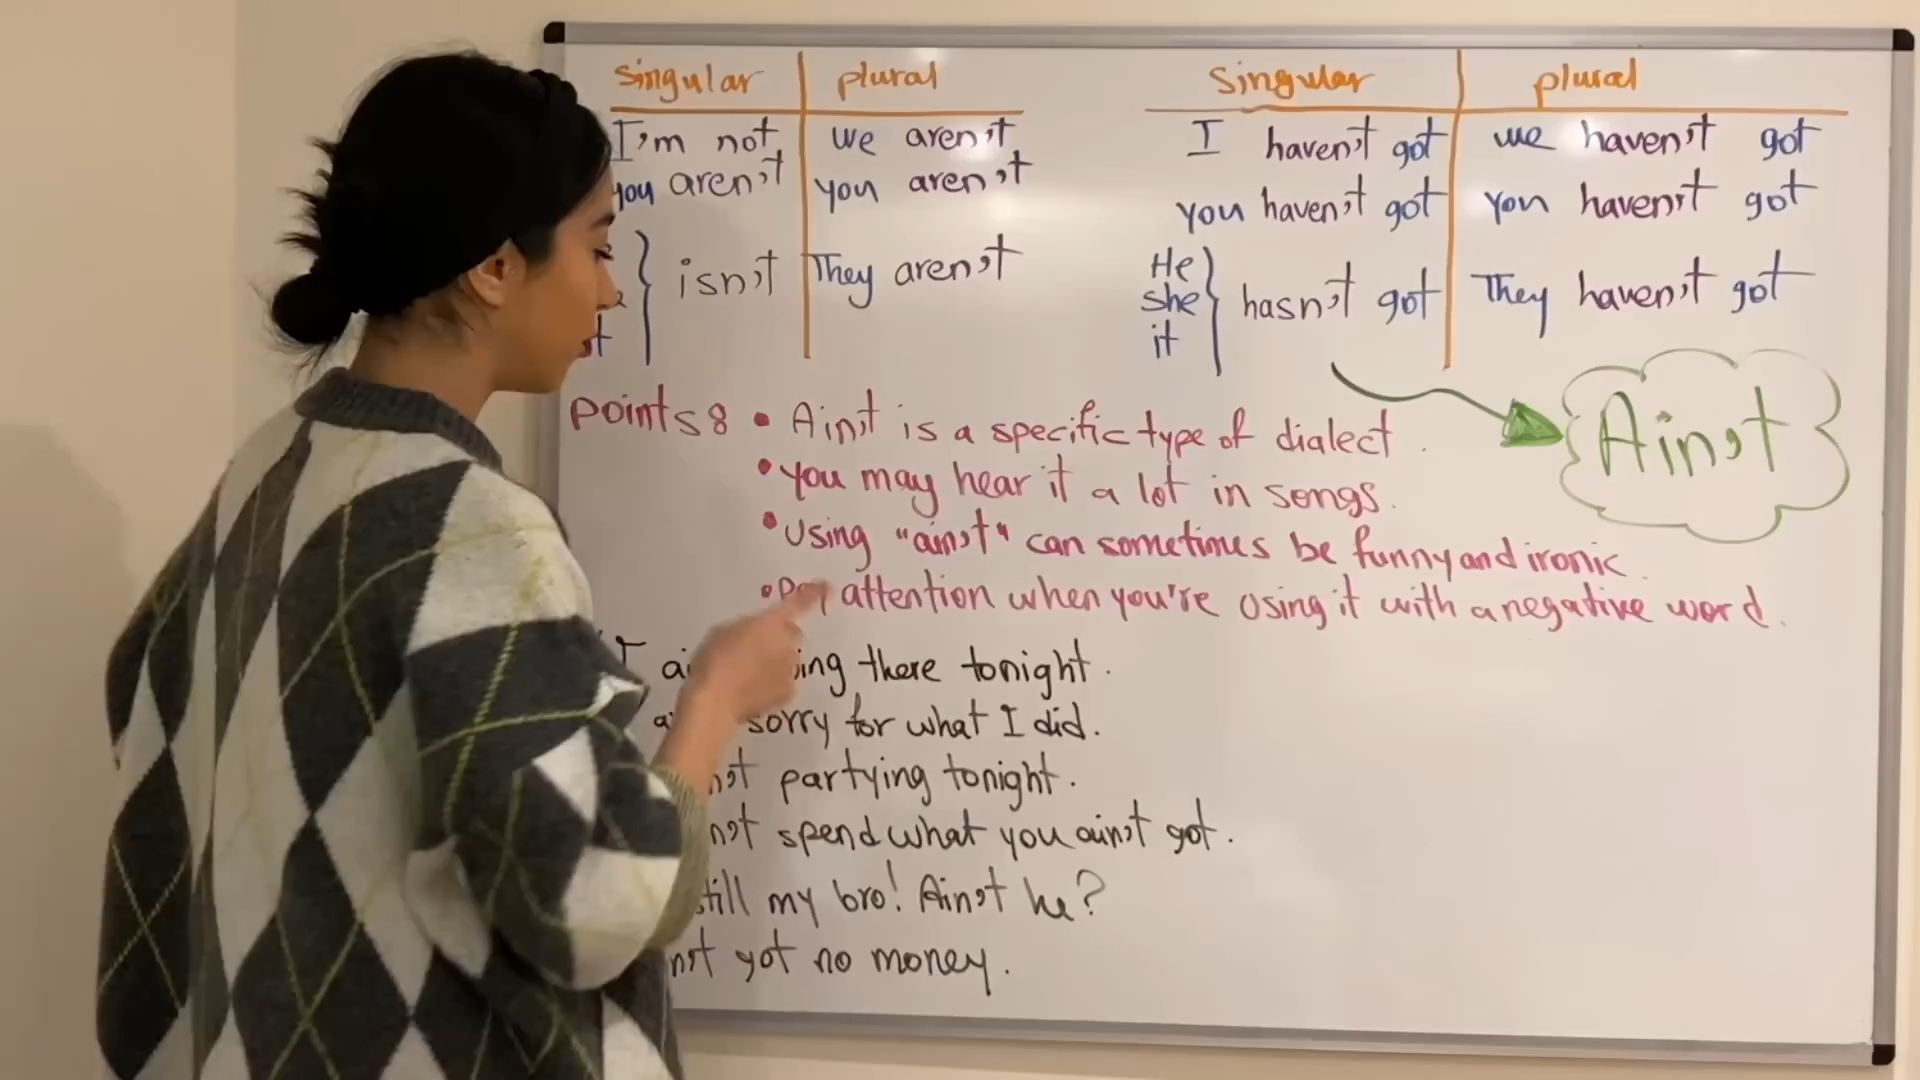 singular plural
I'm not we aren't
you aren't you aren't
isn't They aren't
singular plural
I haven't got we haven't got
you haven't got you haven't got
He
she hasn't got They haven't got
it
Ain't
points: • Ain't is a specific type of dialect.
• you may hear it a lot in songs.
• Using "ain't" can sometimes be funny and ironic.
• Pay attention when you're using it with a negative word.
I there tonight.
sorry for what I did.
partying tonight.
spend what you ain't got.
my bro! Ain't he?
got no money.